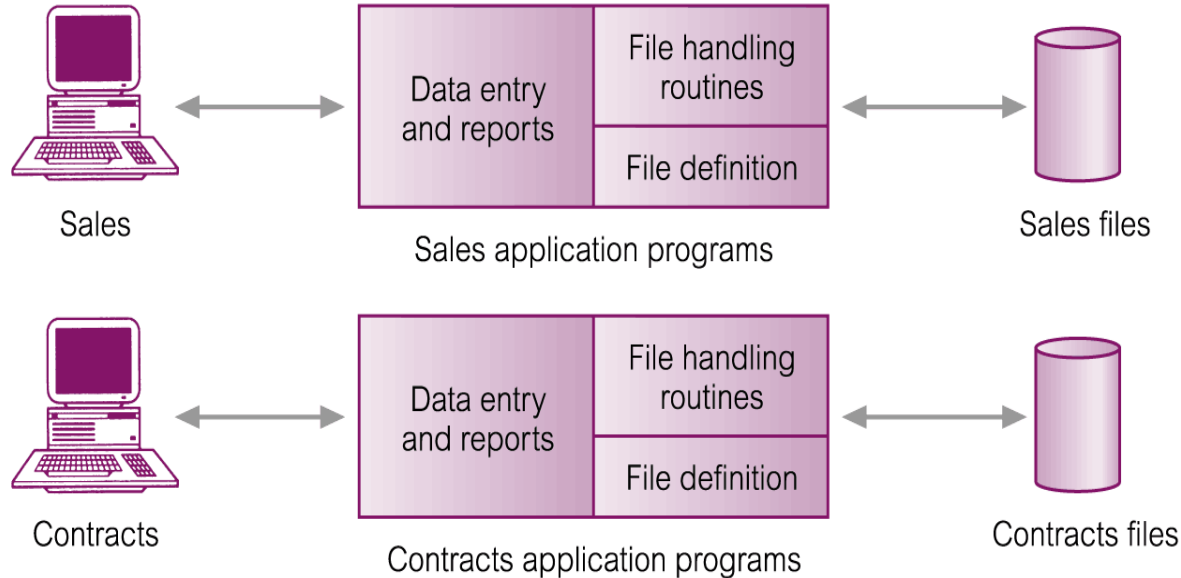 Data entry
and reports
File handling
routines
File definition
Sales
Sales application programs
Sales files
Data entry
and reports
File handling
routines
File definition
Contracts
Contracts application programs
Contracts files